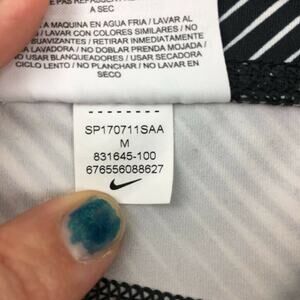 A SEC
A MAQUINA EN AGUA FRIA / LAVAR AL
LAVAR CON COLORES SIMILARES / NO
SUAVIZANTES / RETIRAR INMEDIATAMENTE
LAVADORA / NO DOBLAR PRENDA MOJADA /
NO USAR BLANQUEADORES / USAR SECADORA
CICLO LENTO / NO PLANCHAR / NO LAVAR EN
SECO
SP170711SAA
M
831645-100
676556088627